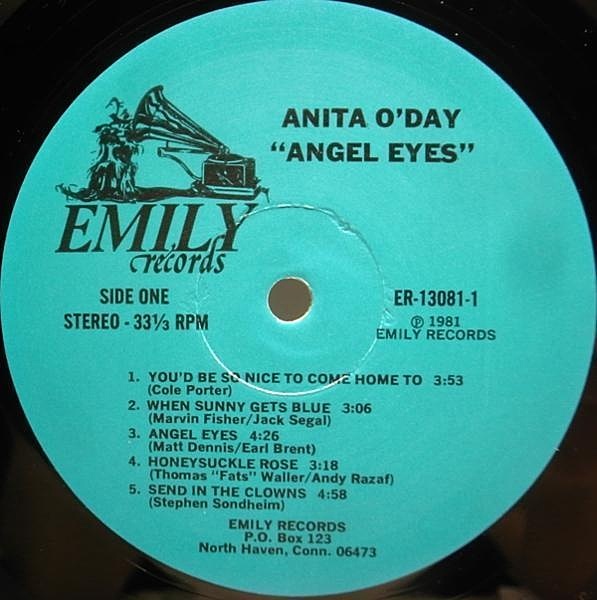 ANITA O'DAY
"ANGEL EYES"
EMILY
records
SIDE ONE
STEREO - 33⅓ RPM
ER-13081-1
℗ 1981
EMILY RECORDS
1. YOU'D BE SO NICE TO COME HOME TO 3:53
(Cole Porter)
2. WHEN SUNNY GETS BLUE 3:06
(Marvin Fisher/Jack Segal)
3. ANGEL EYES 4:26
(Matt Dennis/Earl Brent)
4. HONEYSUCKLE ROSE 3:18
(Thomas "Fats" Waller/Andy Razaf)
5. SEND IN THE CLOWNS 4:58
(Stephen Sondheim)
EMILY RECORDS
P.O. Box 123
North Haven, Conn. 06473